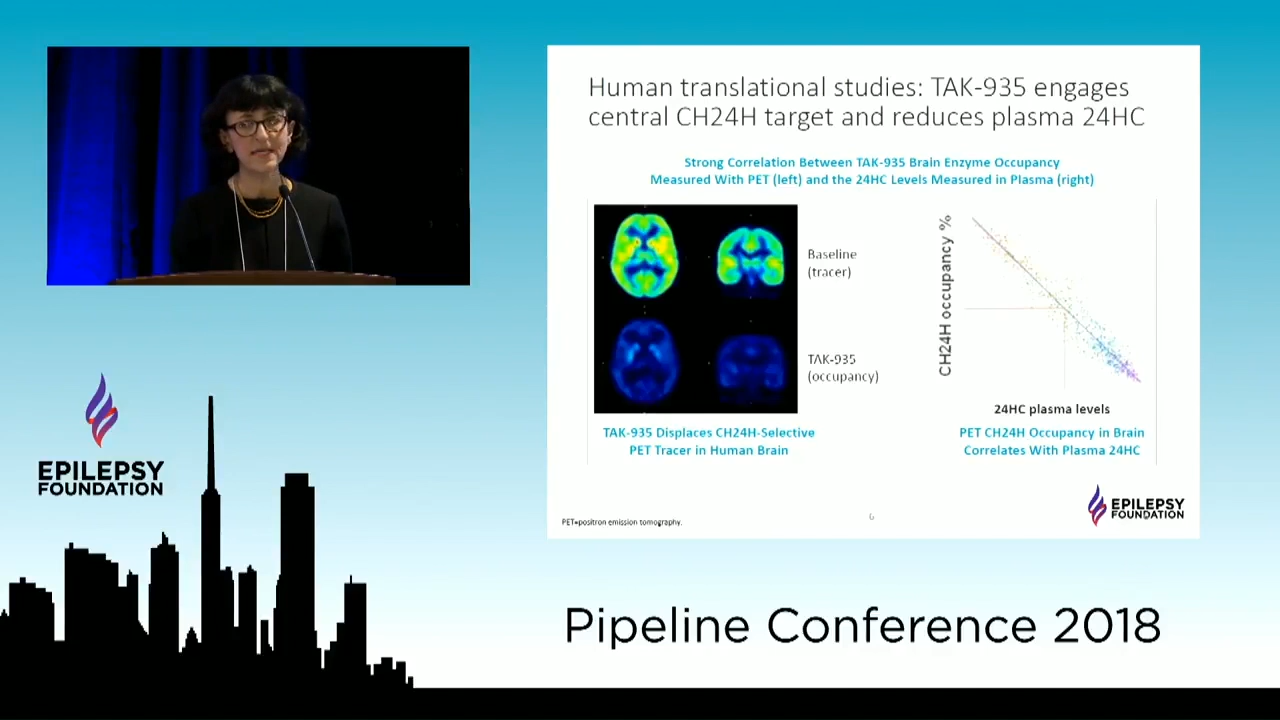 Human translational studies: TAK-935 engages
central CH24H target and reduces plasma 24HC
Strong Correlation Between TAK-935 Brain Enzyme Occupancy
Measured With PET (left) and the 24HC Levels Measured in Plasma (right)
Baseline
(tracer)
TAK-935
(occupancy)
CH24H occupancy %
24HC plasma levels
TAK-935 Displaces CH24H-Selective
PET Tracer in Human Brain
PET CH24H Occupancy in Brain
Correlates With Plasma 24HC
PET=positron emission tomography.
6
EPILEPSY
FOUNDATION
EPILEPSY
FOUNDATION
Pipeline Conference 2018